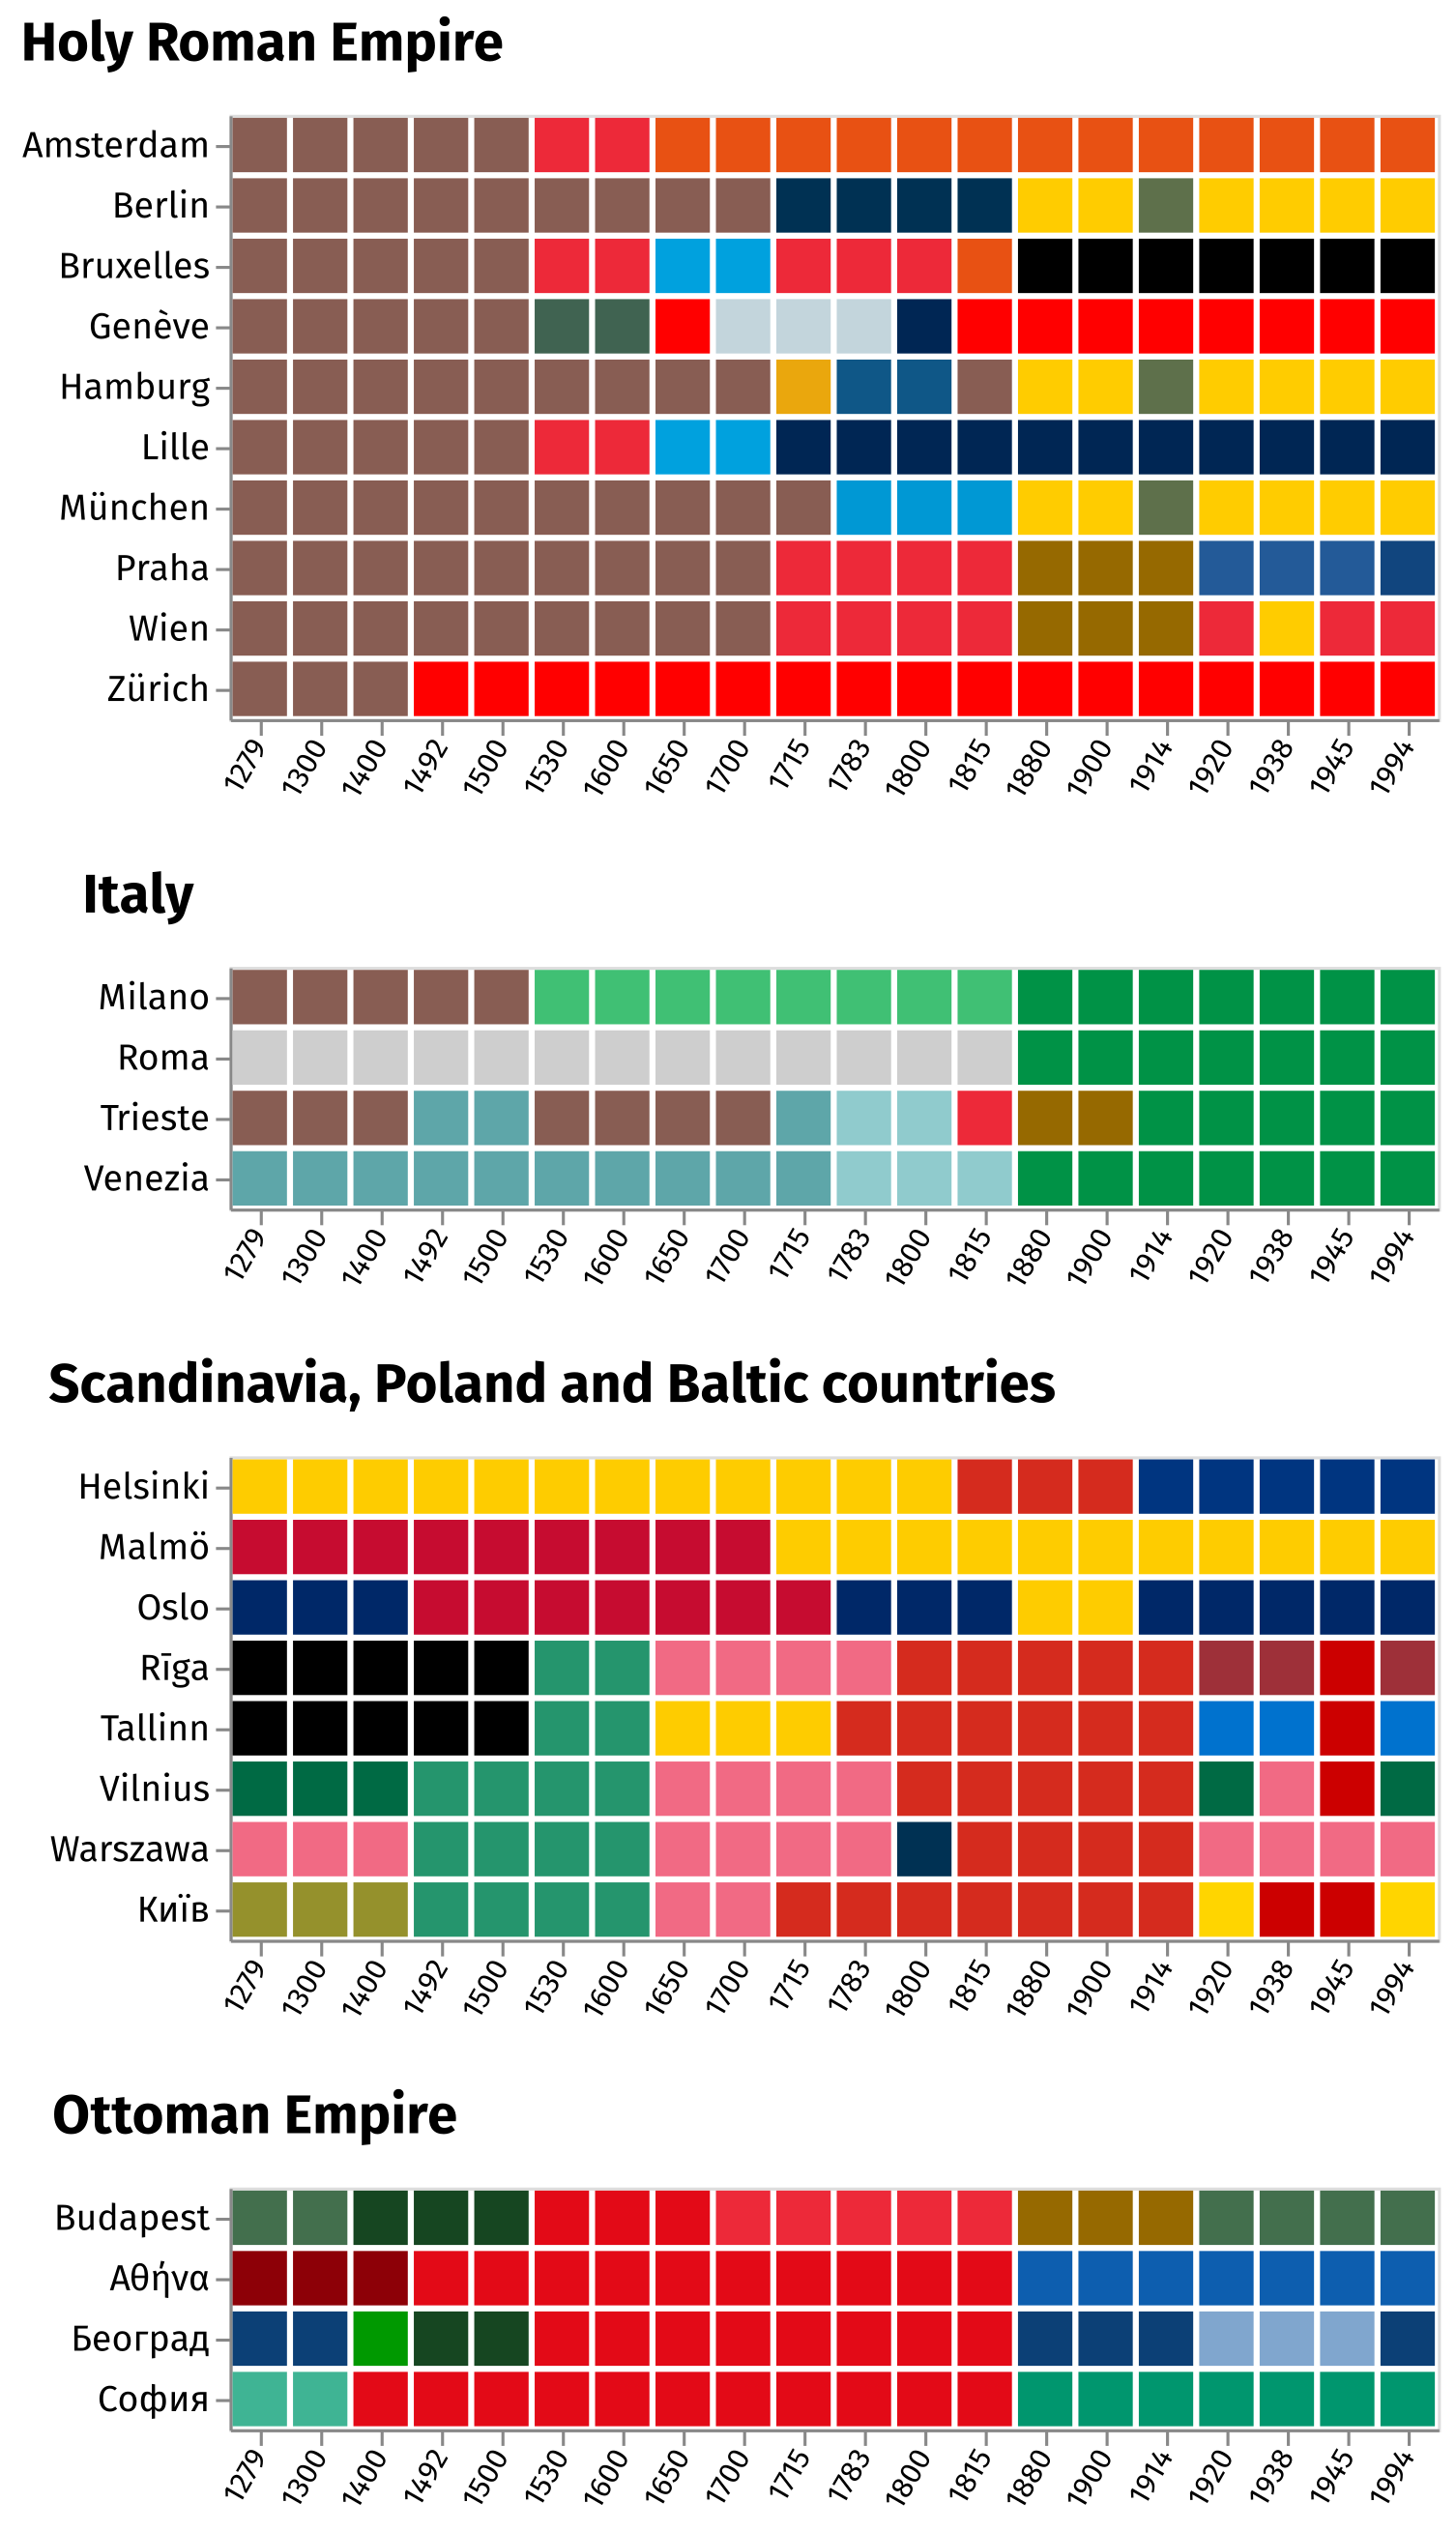 Holy Roman Empire
Amsterdam
Berlin
Bruxelles
Genève
Hamburg
Lille
München
Praha
Wien
Zürich
1279 1300 1400 1492 1500 1530 1600 1650 1700 1715 1783 1800 1815 1880 1900 1914 1920 1938 1945 1994
Italy
Milano
Roma
Trieste
Venezia
1279 1300 1400 1492 1500 1530 1600 1650 1700 1715 1783 1800 1815 1880 1900 1914 1920 1938 1945 1994
Scandinavia, Poland and Baltic countries
Helsinki
Malmö
Oslo
Rīga
Tallinn
Vilnius
Warszawa
Київ
1279 1300 1400 1492 1500 1530 1600 1650 1700 1715 1783 1800 1815 1880 1900 1914 1920 1938 1945 1994
Ottoman Empire
Budapest
Αθήνα
Београд
София
1279 1300 1400 1492 1500 1530 1600 1650 1700 1715 1783 1800 1815 1880 1900 1914 1920 1938 1945 1994